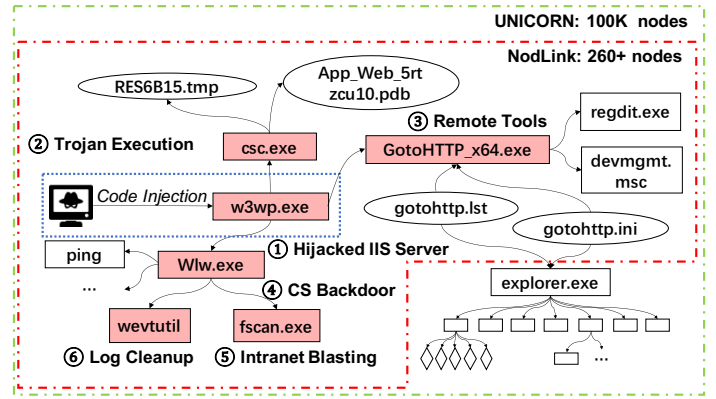 UNICORN: 100K nodes
NodLink: 260+ nodes
RES6B15.tmp
App_Web_5rt
zcu10.pdb
③ Remote Tools
regdit.exe
② Trojan Execution
csc.exe
GotoHTTP_x64.exe
devmgmt.
msc
Code Injection
w3wp.exe
gotohttp.lst
gotohttp.ini
① Hijacked IIS Server
ping
Wlw.exe
...
④ CS Backdoor
explorer.exe
wevtutil
fscan.exe
⑥ Log Cleanup
⑤ Intranet Blasting
...